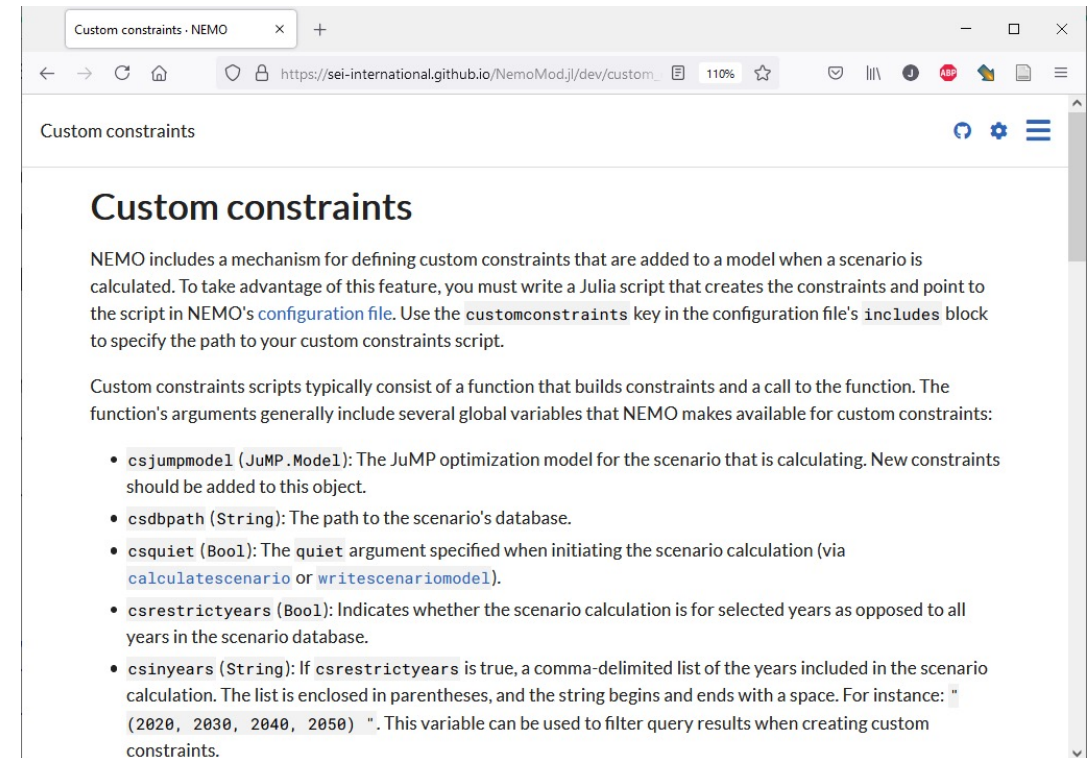 Custom constraints · NEMO
https://sei-international.github.io/NemoMod.jl/dev/custom_
110%
J
ABP
Custom constraints
Custom constraints
NEMO includes a mechanism for defining custom constraints that are added to a model when a scenario is
calculated. To take advantage of this feature, you must write a Julia script that creates the constraints and point to
the script in NEMO's configuration file. Use the customconstraints key in the configuration file's includes block
to specify the path to your custom constraints script.
Custom constraints scripts typically consist of a function that builds constraints and a call to the function. The
function's arguments generally include several global variables that NEMO makes available for custom constraints:
• csjumpmodel (JuMP.Model): The JuMP optimization model for the scenario that is calculating. New constraints
should be added to this object.
• csdbpath (String): The path to the scenario's database.
• csquiet (Bool): The quiet argument specified when initiating the scenario calculation (via
calculatescenario or writescenariomodel).
• csrestrictyears (Bool): Indicates whether the scenario calculation is for selected years as opposed to all
years in the scenario database.
• csinyears (String): If csrestrictyears is true, a comma-delimited list of the years included in the scenario
calculation. The list is enclosed in parentheses, and the string begins and ends with a space. For instance: "
(2020, 2030, 2040, 2050) ". This variable can be used to filter query results when creating custom
constraints.